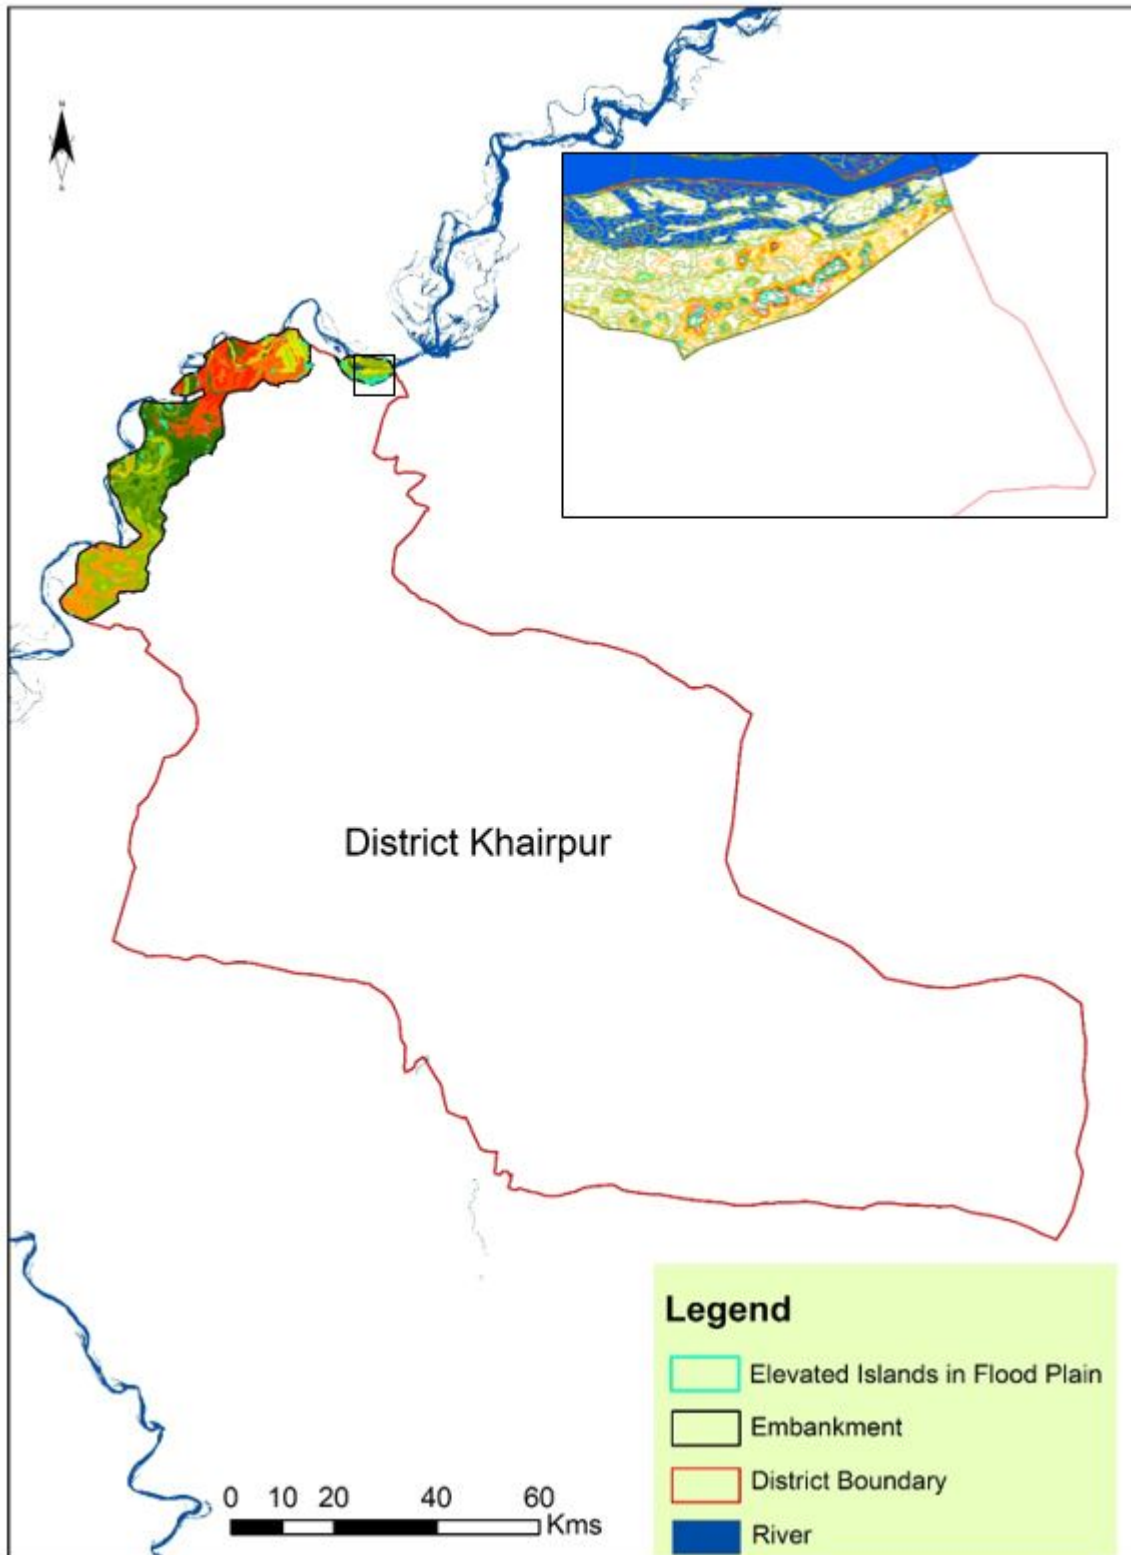 N
S
District Khairpur
0 10 20 40 60
Kms
Legend
Elevated Islands in Flood Plain
Embankment
District Boundary
River